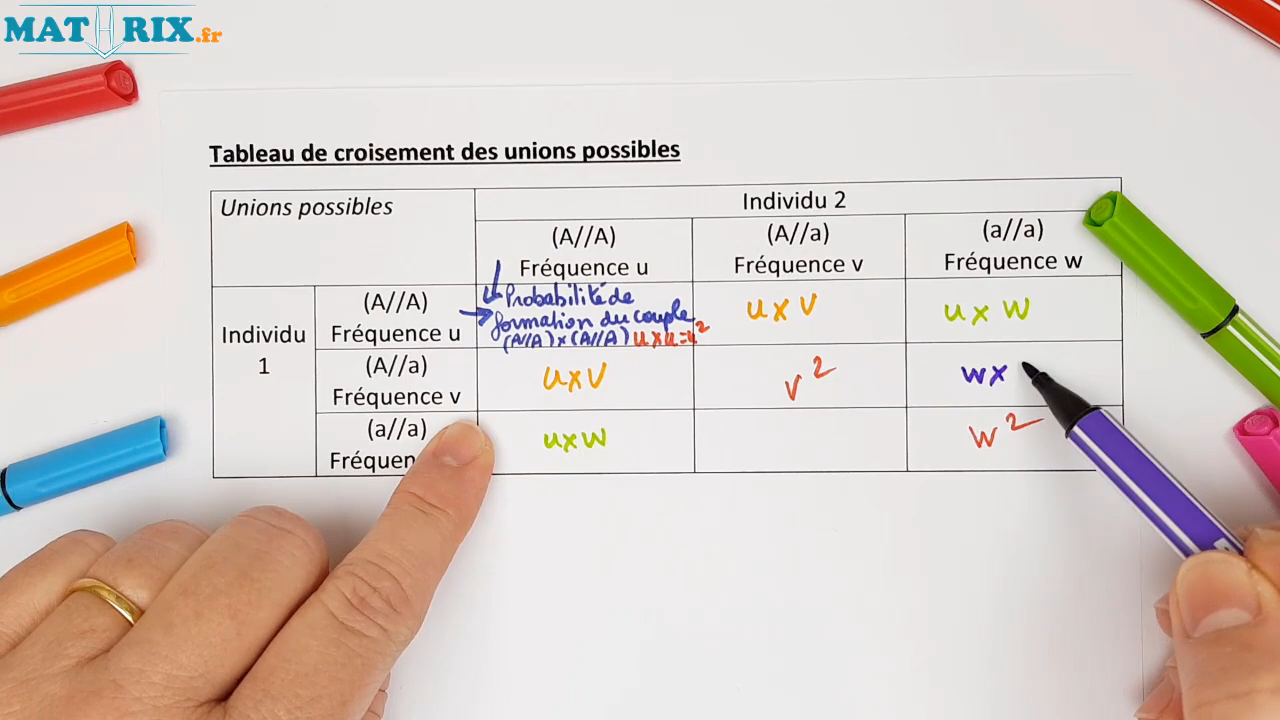 MATHRIX.fr
Tableau de croisement des unions possibles
Unions possibles
Individu 2
(A//A)
Fréquence u
(A//a)
Fréquence v
(a//a)
Fréquence w
Individu
1
(A//A)
Fréquence u
Probabilité de
formation du couple
(A//A) x (A//A) u x u = u²
u x v
u x w
(A//a)
Fréquence v
u x v
v²
w x
(a//a)
u x w
w²